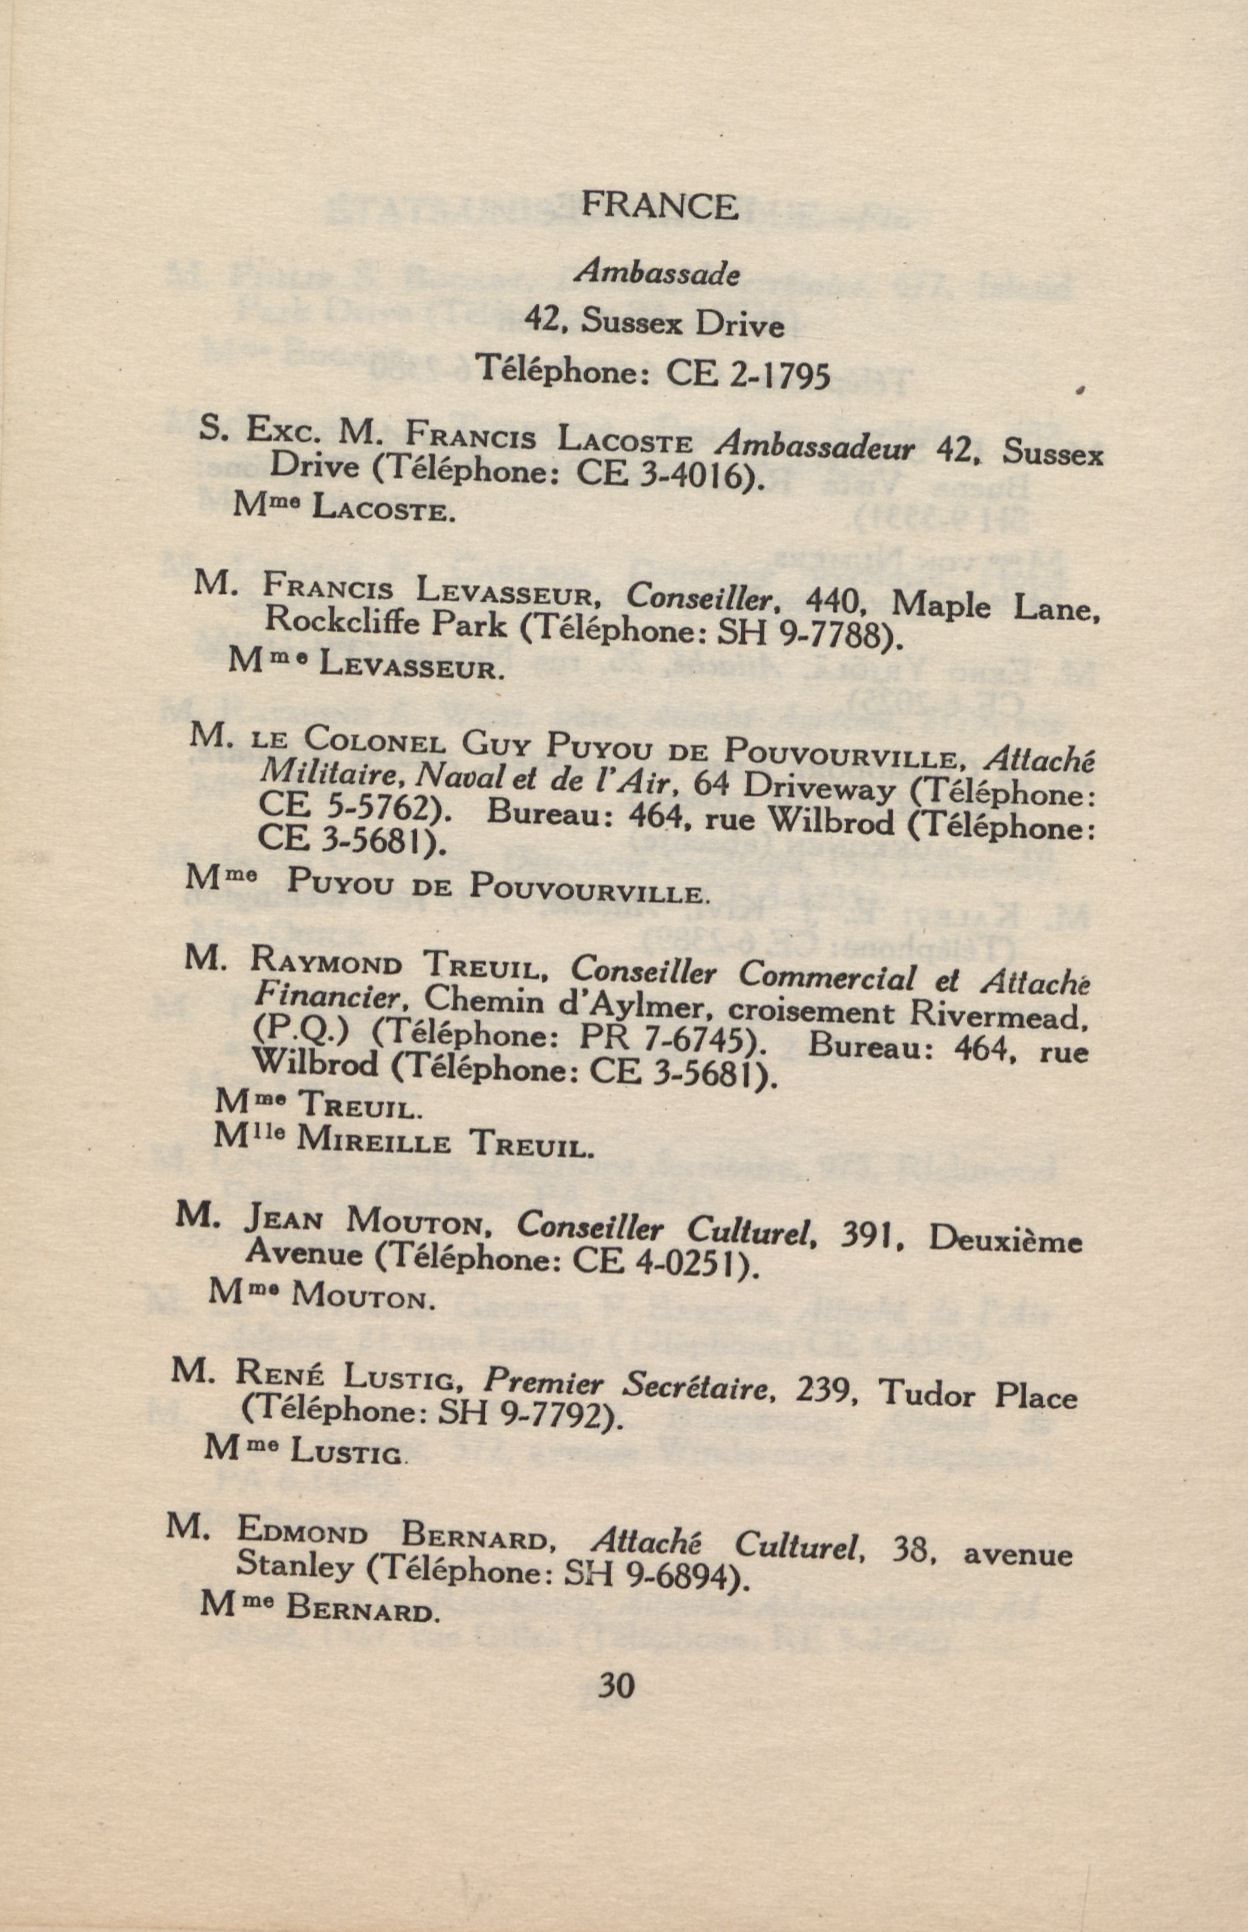 FRANCE
Ambassade
42, Sussex Drive
Téléphone: CE 2-1795
S. EXC. M. FRANCIS LACOSTE Ambassadeur 42, Sussex
Drive (Téléphone: CE 3-4016).
Mme LACOSTE.
M. FRANCIS LEVASSEUR, Conseiller, 440, Maple Lane,
Rockcliffe Park (Téléphone: SH 9-7788).
Mme LEVASSEUR.
M. LE COLONEL GUY PUYOU DE POUVOURVILLE, Attaché
Militaire, Naval et de l'Air, 64 Driveway (Téléphone:
CE 5-5762). Bureau: 464, rue Wilbrod (Téléphone:
CE 3-5681).
Mme PUYOU DE POUVOURVILLE.
M. RAYMOND TREUIL, Conseiller Commercial et Attaché
Financier, Chemin d'Aylmer, croisement Rivermead,
(P.Q.) (Téléphone: PR 7-6745). Bureau: 464, rue
Wilbrod (Téléphone: CE 3-5681).
Mme TREUIL.
Mlle MIREILLE TREUIL.
M. JEAN MOUTON, Conseiller Culturel, 391, Deuxième
Avenue (Téléphone: CE 4-0251).
Mme MOUTON.
M. RENÉ LUSTIG, Premier Secrétaire, 239, Tudor Place
(Téléphone: SH 9-7792).
Mme LUSTIG.
M. EDMOND BERNARD, Attaché Culturel, 38, avenue
Stanley (Téléphone: SH 9-6894).
Mme BERNARD.
30